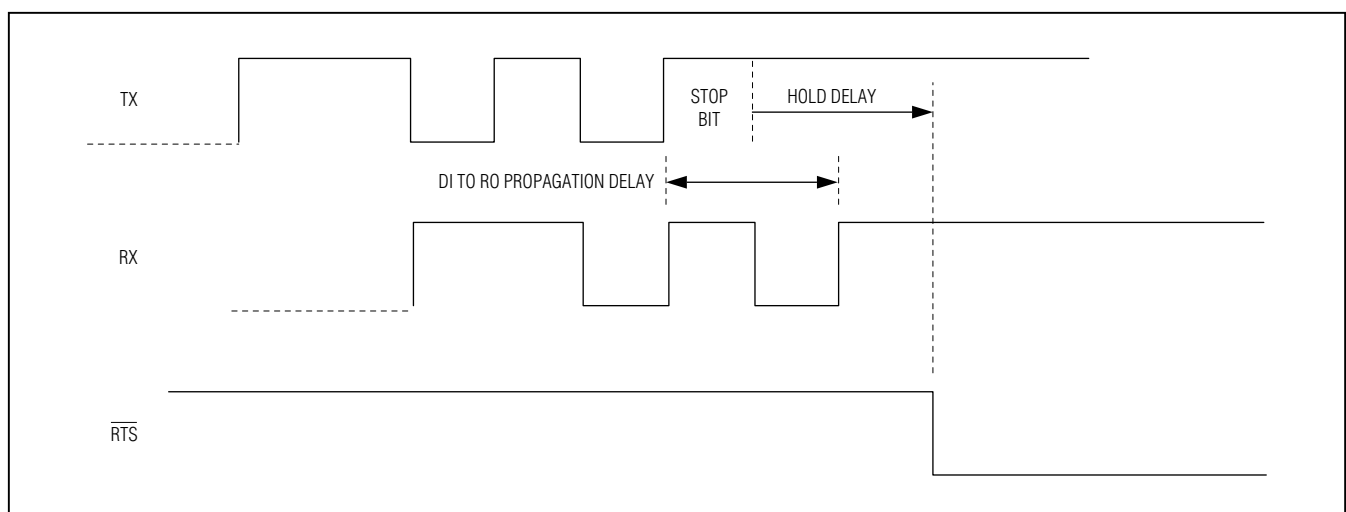 TX
STOP
BIT
HOLD DELAY
DI TO RO PROPAGATION DELAY
RX
RTS